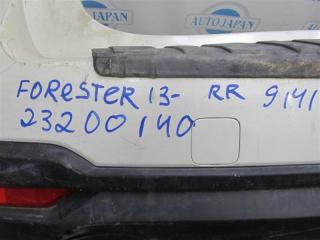 AUTOJAPAN
AUTOJAPAN
FORESTER 13- RR 9141
23200140